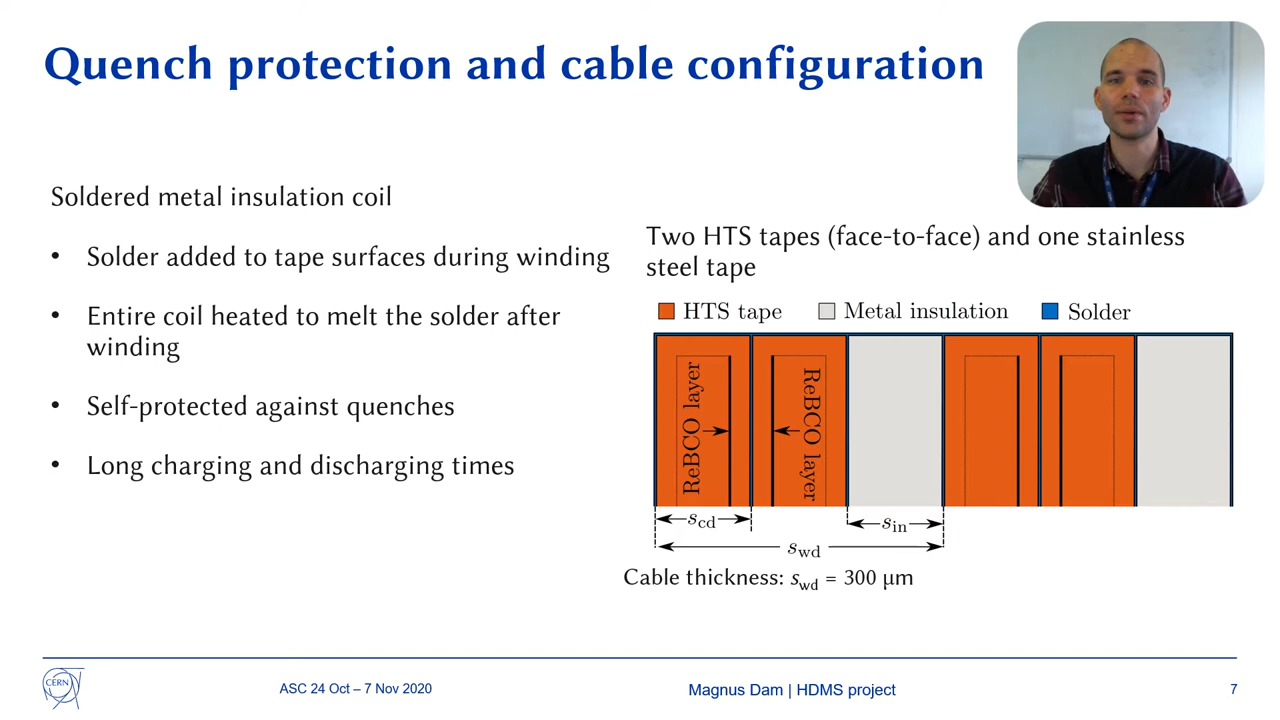 Quench protection and cable configuration
Soldered metal insulation coil
• Solder added to tape surfaces during winding
• Entire coil heated to melt the solder after
winding
• Self-protected against quenches
• Long charging and discharging times
Two HTS tapes (face-to-face) and one stainless
steel tape
HTS tape Metal insulation Solder
ReBCO layer
ReBCO layer
s_cd
s_in
s_wd
Cable thickness: s_wd = 300 µm
CERN
ASC 24 Oct – 7 Nov 2020
Magnus Dam | HDMS project
7